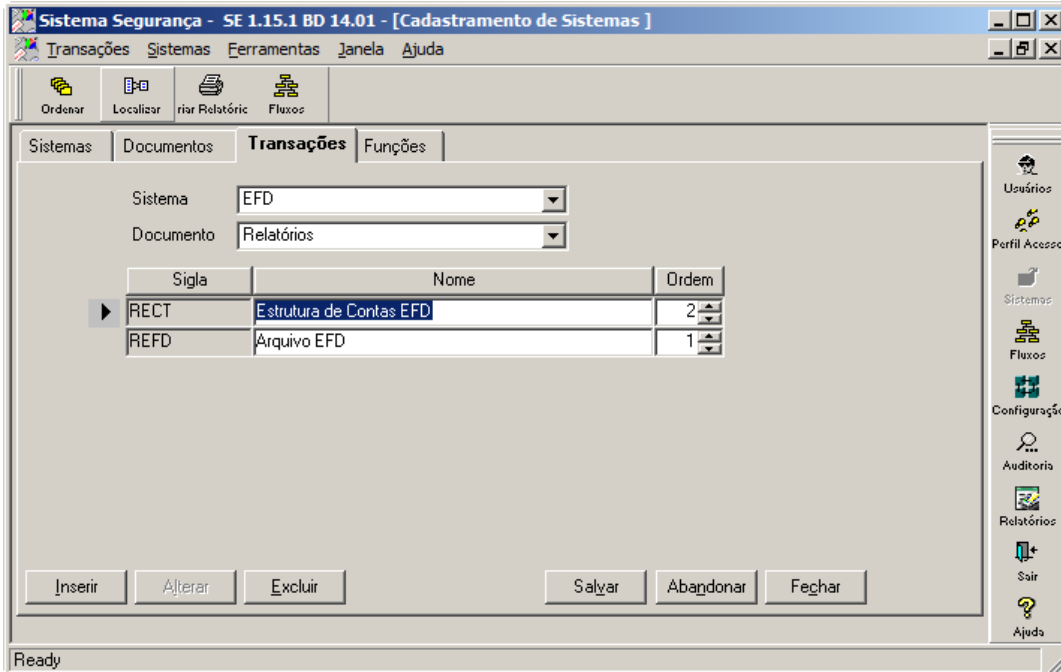 Sistema Segurança -  SE 1.15.1 BD 14.01 - [Cadastramento de Sistemas ]
Transações Sistemas Ferramentas Janela Ajuda
Ordenar Localizar riar Relatóric Fluxos
Sistemas Documentos Transações Funções
Sistema EFD
Documento Relatórios
Sigla Nome Ordem
RECT Estrutura de Contas EFD 2
REFD Arquivo EFD 1
Inserir Alterar Excluir Salvar Abandonar Fechar
Usuários
Perfil Acesso
Sistemas
Fluxos
Configuraçã
Auditoria
Relatórios
Sair
Ajuda
Ready